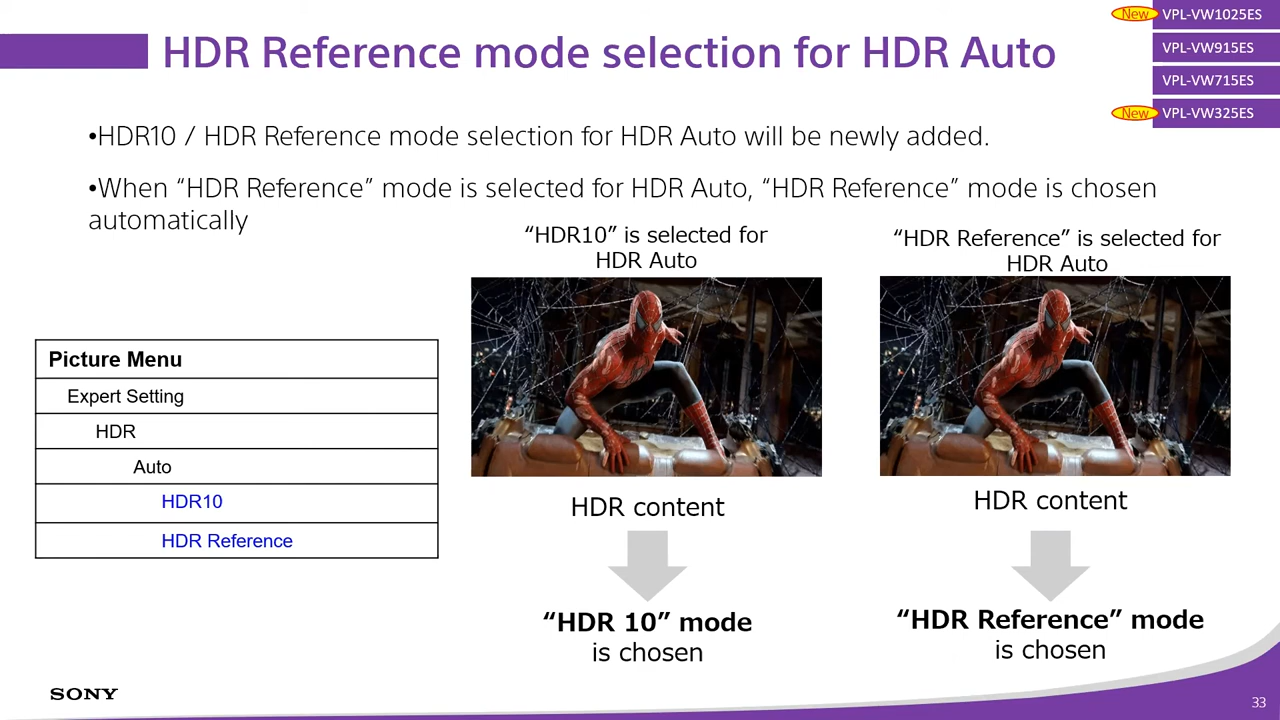 New VPL-VW1025ES
VPL-VW915ES
VPL-VW715ES
New VPL-VW325ES
HDR Reference mode selection for HDR Auto
•HDR10 / HDR Reference mode selection for HDR Auto will be newly added.
•When “HDR Reference” mode is selected for HDR Auto, “HDR Reference” mode is chosen
automatically
Picture Menu
Expert Setting
HDR
Auto
HDR10
HDR Reference
“HDR10” is selected for
HDR Auto
HDR content
“HDR 10” mode
is chosen
“HDR Reference” is selected for
HDR Auto
HDR content
“HDR Reference” mode
is chosen
SONY
33